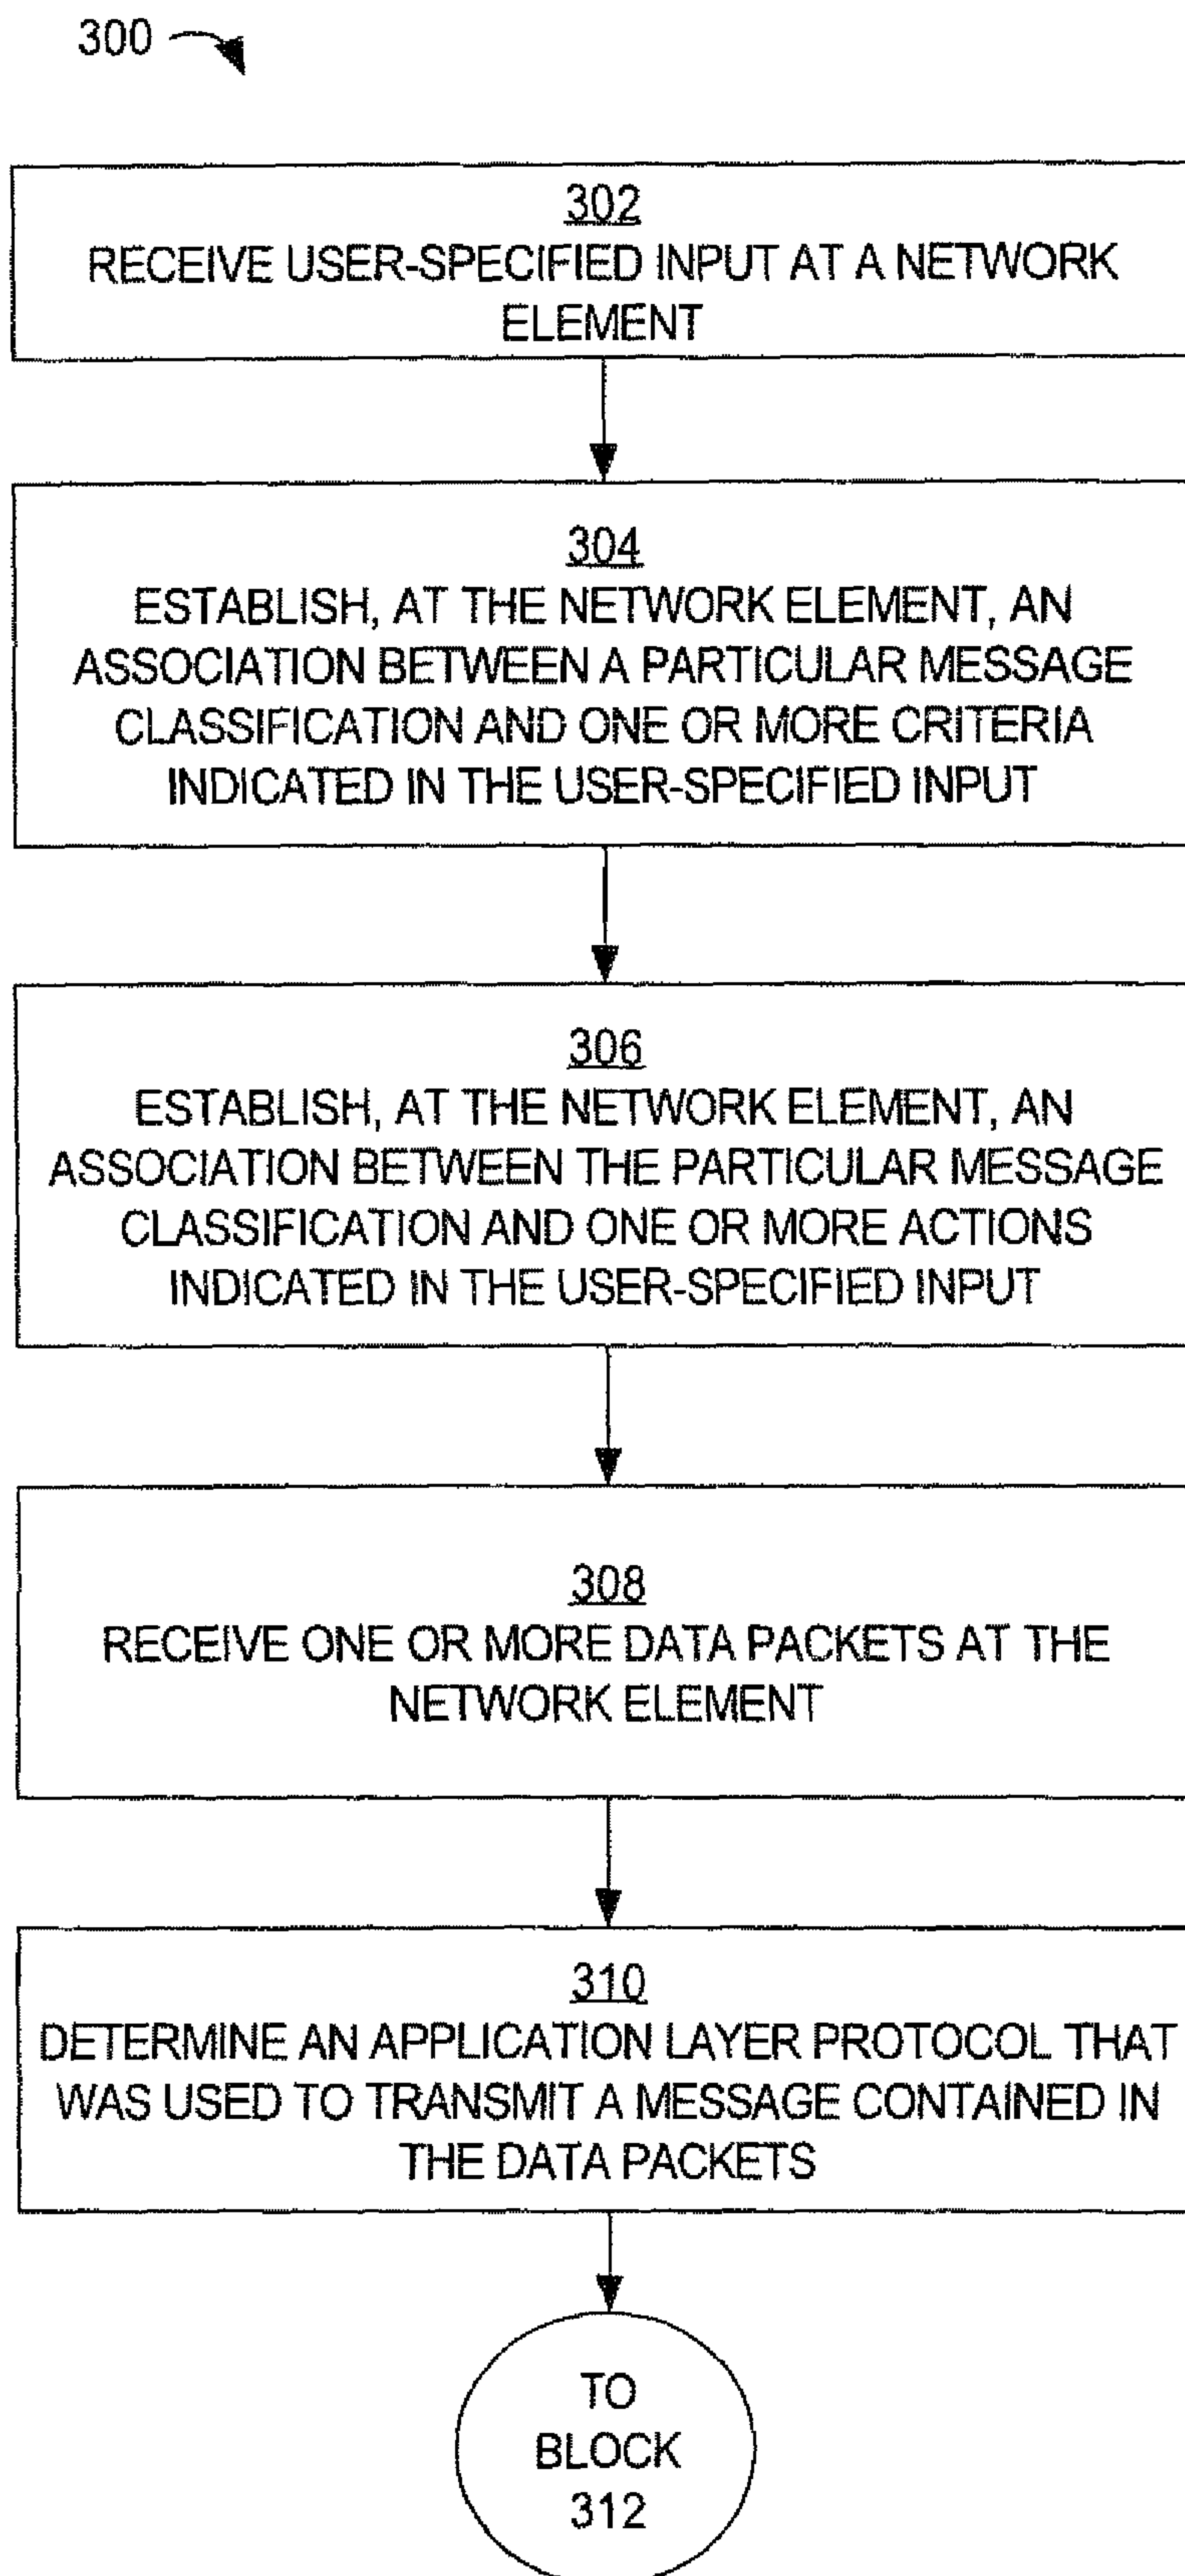 300
302
RECEIVE USER-SPECIFIED INPUT AT A NETWORK
ELEMENT
304
ESTABLISH, AT THE NETWORK ELEMENT, AN
ASSOCIATION BETWEEN A PARTICULAR MESSAGE
CLASSIFICATION AND ONE OR MORE CRITERIA
INDICATED IN THE USER-SPECIFIED INPUT
306
ESTABLISH, AT THE NETWORK ELEMENT, AN
ASSOCIATION BETWEEN THE PARTICULAR MESSAGE
CLASSIFICATION AND ONE OR MORE ACTIONS
INDICATED IN THE USER-SPECIFIED INPUT
308
RECEIVE ONE OR MORE DATA PACKETS AT THE
NETWORK ELEMENT
310
DETERMINE AN APPLICATION LAYER PROTOCOL THAT
WAS USED TO TRANSMIT A MESSAGE CONTAINED IN
THE DATA PACKETS
TO
BLOCK
312